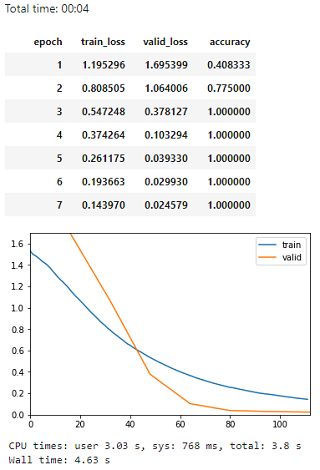 Total time: 00:04
epoch train_loss valid_loss accuracy
1 1.195296 1.695399 0.408333
2 0.808505 1.064006 0.775000
3 0.547248 0.378127 1.000000
4 0.374264 0.103294 1.000000
5 0.261175 0.039330 1.000000
6 0.193663 0.029930 1.000000
7 0.143970 0.024579 1.000000
1.6
1.4
1.2
1.0
0.8
0.6
0.4
0.2
0.0
train
valid
0 20 40 60 80 100
CPU times: user 3.03 s, sys: 768 ms, total: 3.8 s
Wall time: 4.63 s